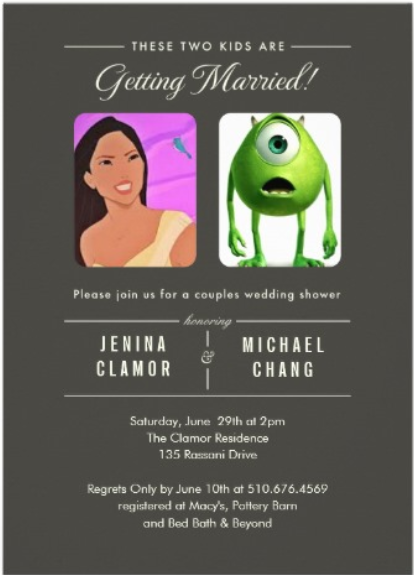 THESE TWO KIDS ARE
Getting Married!
Please join us for a couples wedding shower
honoring
JENINA CLAMOR
&
MICHAEL CHANG
Saturday, June 29th at 2pm
The Clamor Residence
135 Rassani Drive
Regrets Only by June 10th at 510.676.4569
registered at Macy's, Pottery Barn
and Bed Bath & Beyond